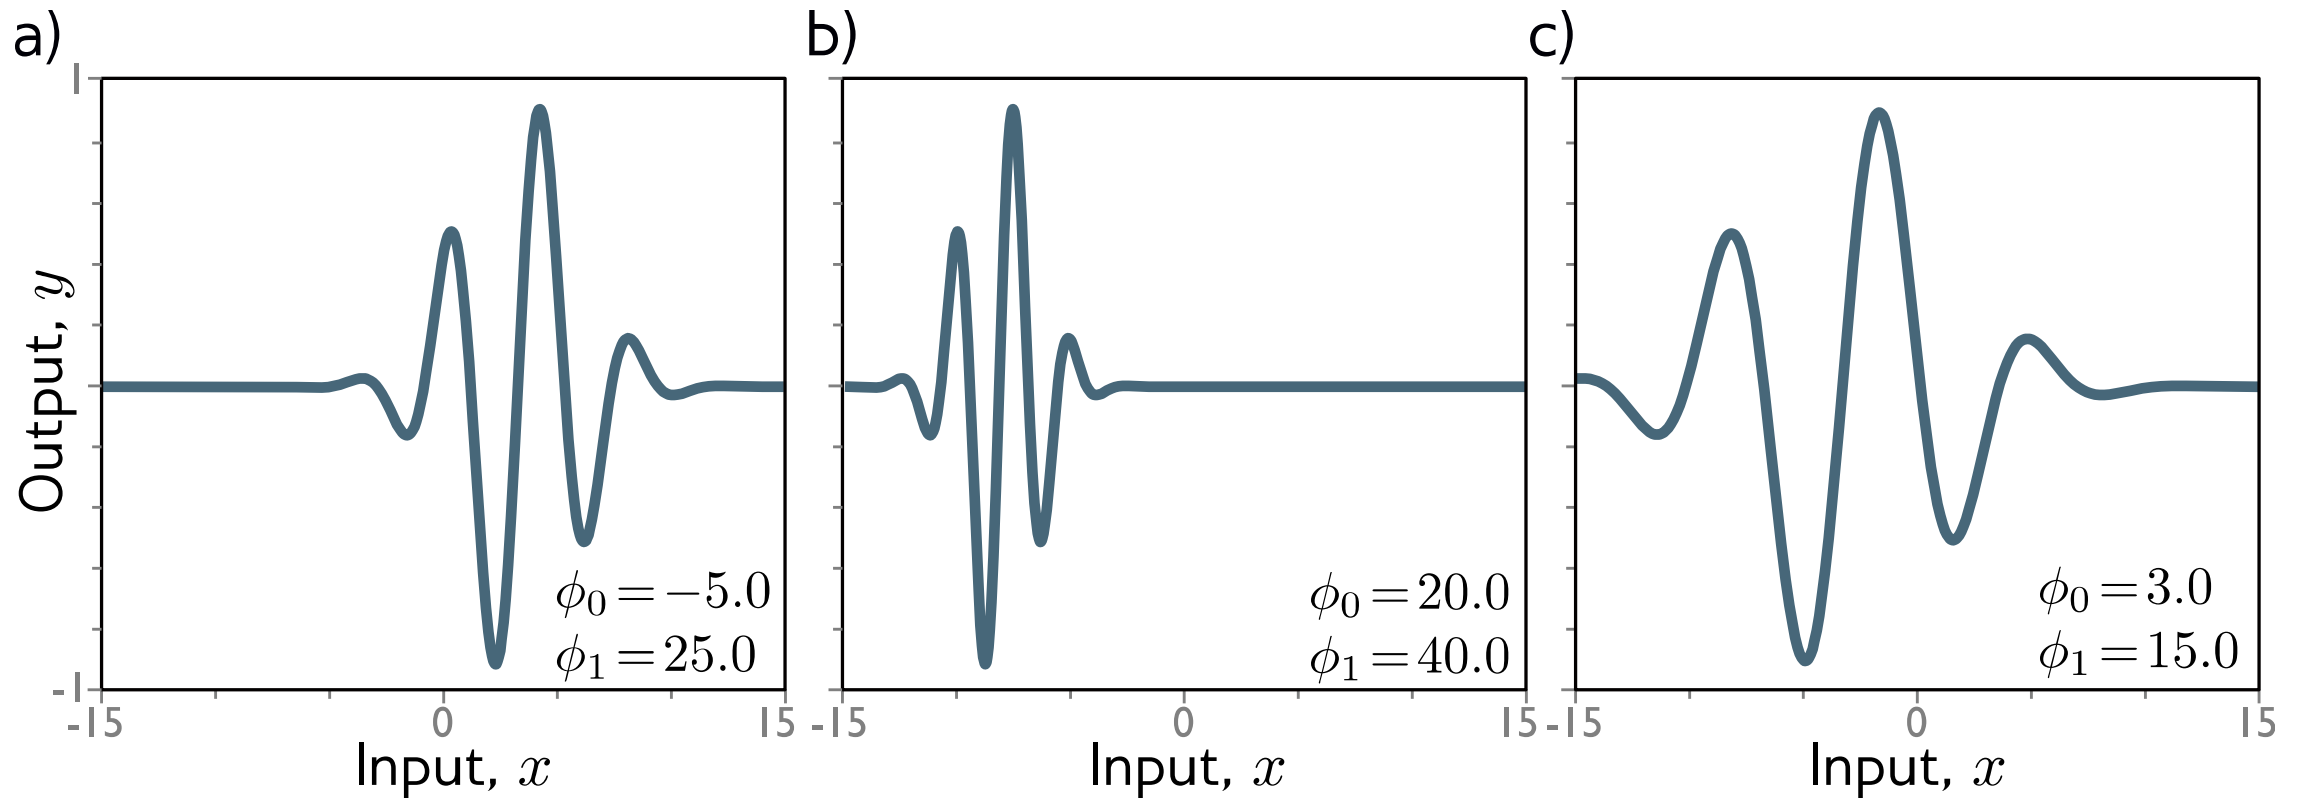 a)
b)
c)
1
Output, y
-1
ϕ₀ = −5.0
ϕ₁ = 25.0
ϕ₀ = 20.0
ϕ₁ = 40.0
ϕ₀ = 3.0
ϕ₁ = 15.0
-15 0 15
-15 0 15
-15 0 15
Input, x
Input, x
Input, x